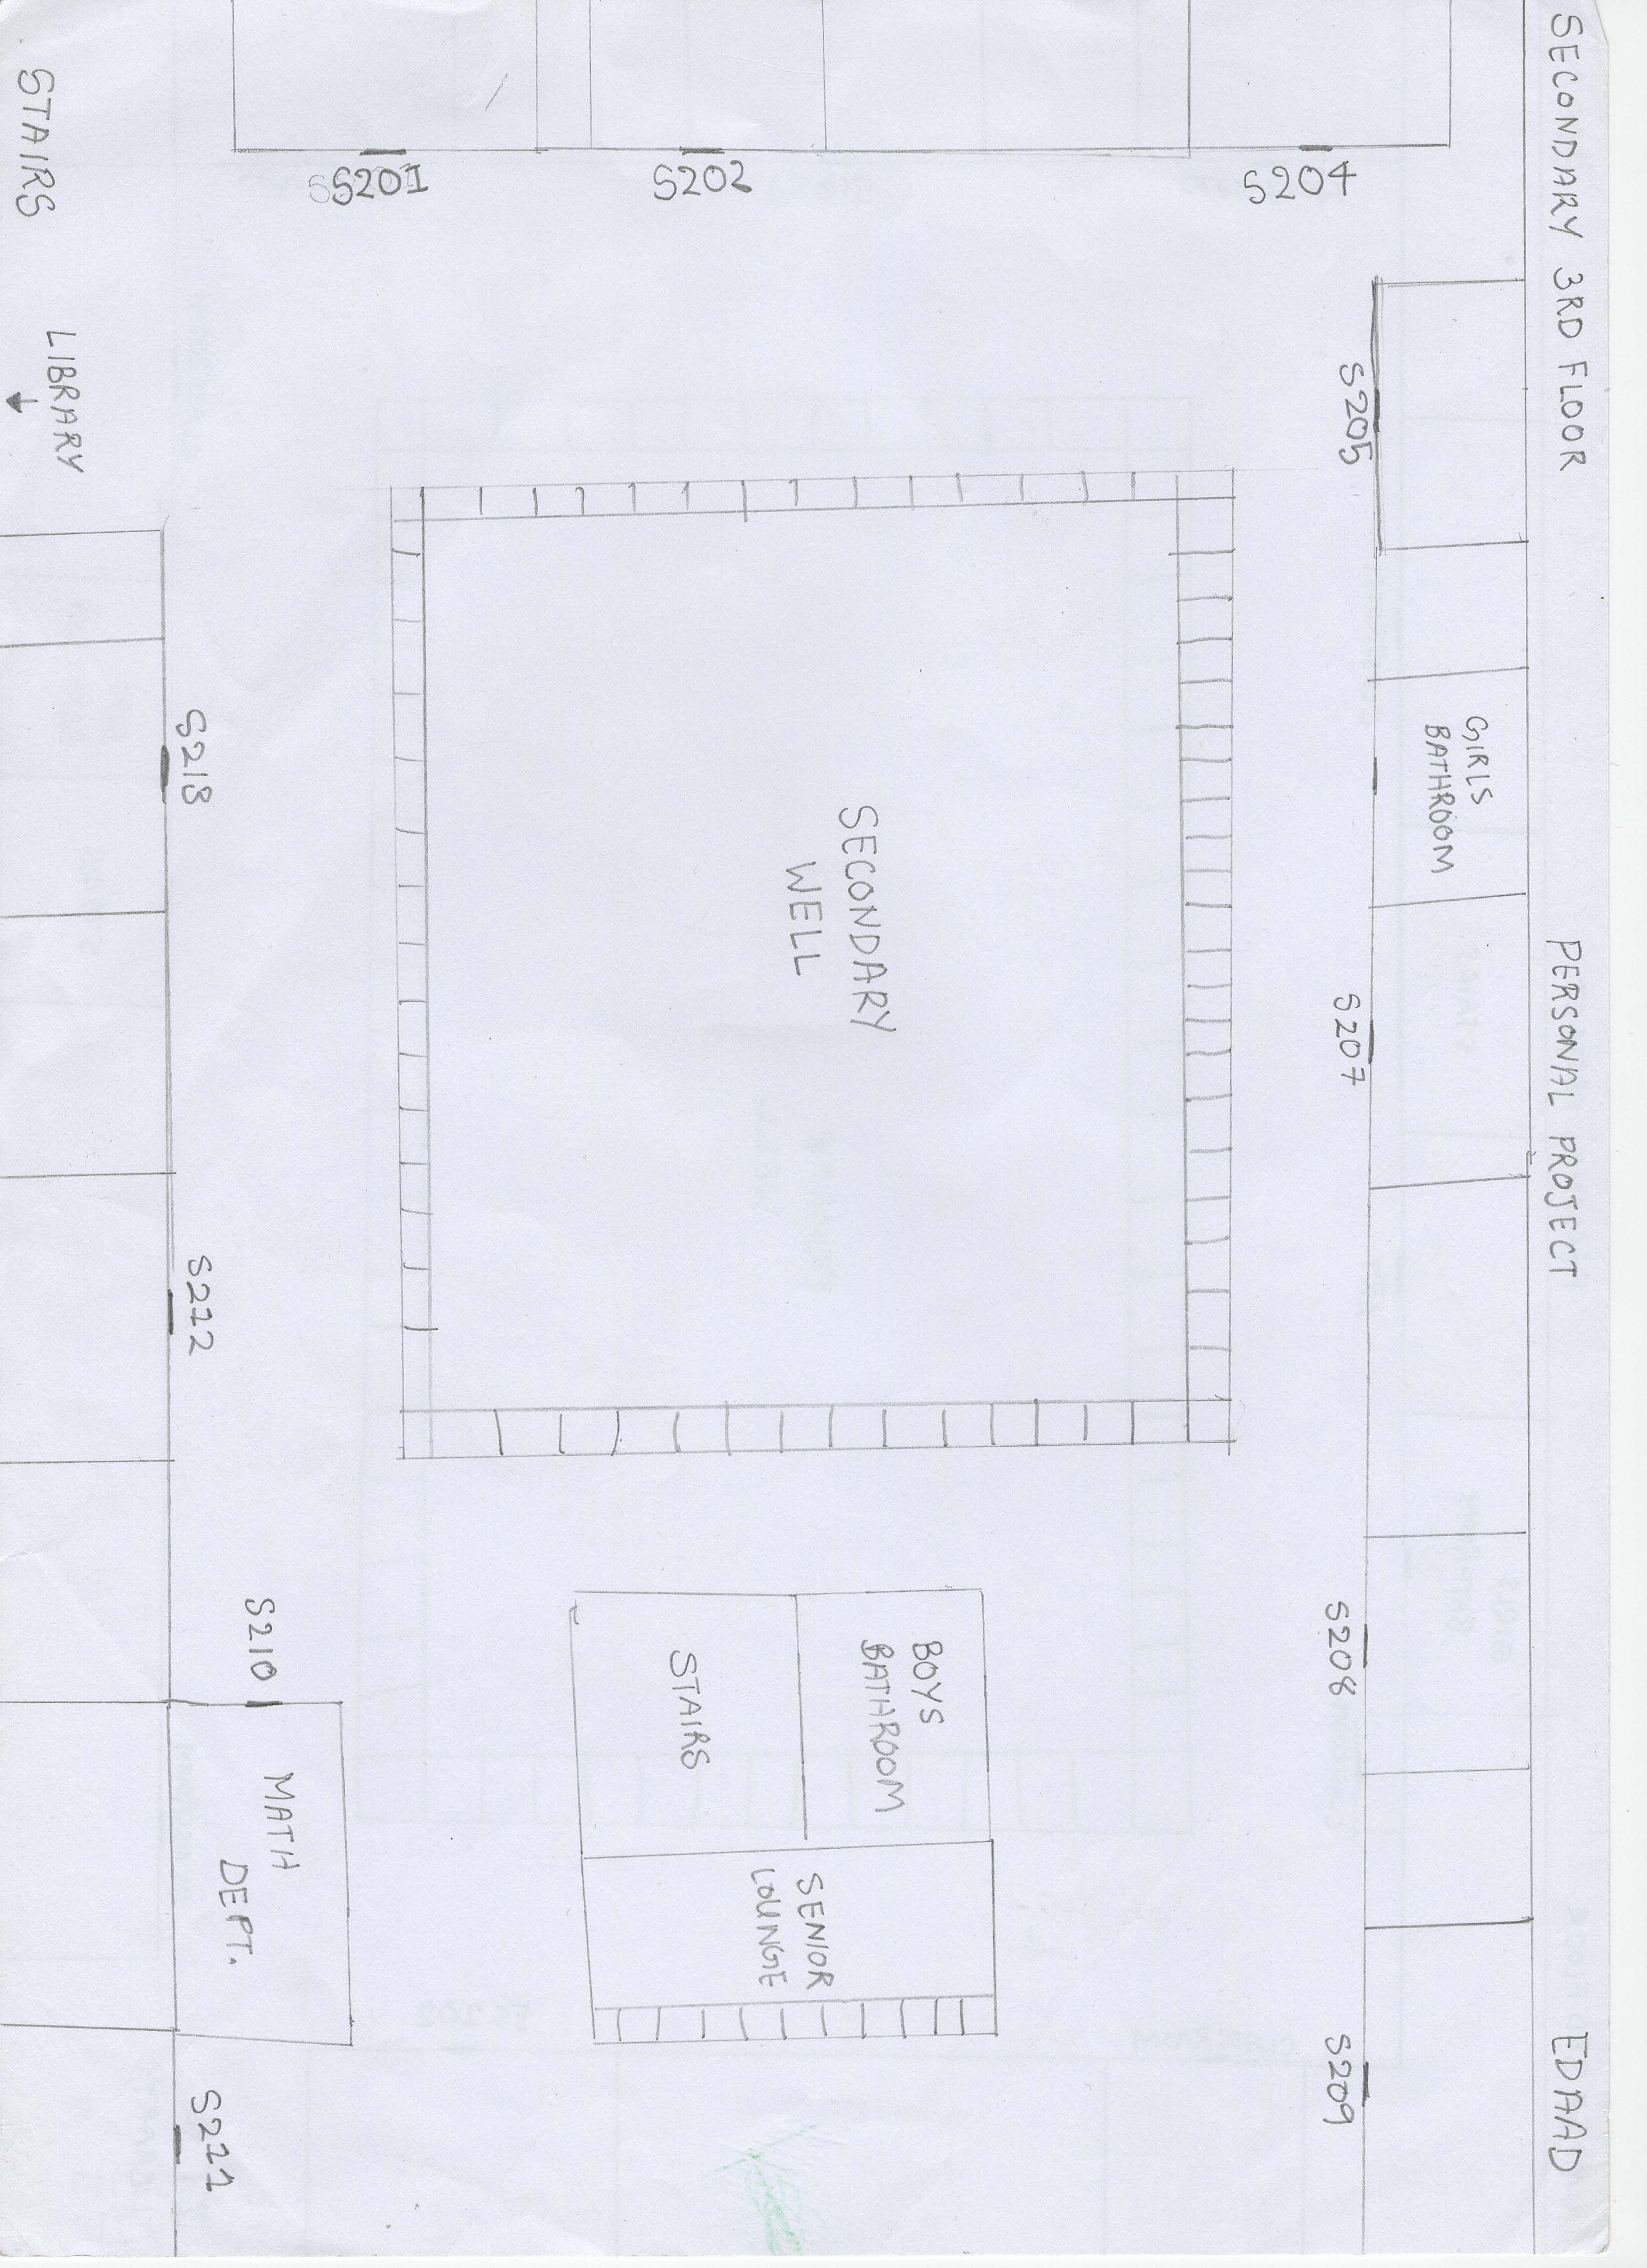 SECONDARY 3RD FLOOR
PERSONAL PROJECT
EDAAD
S204
S202
S201
S205
GIRLS
BATHROOM
S207
S208
S209
SECONDARY
WELL
BOYS
BATHROOM
STAIRS
SENIOR
LOUNGE
STAIRS
LIBRARY
S213
S212
S210
MATH
DEPT.
S211